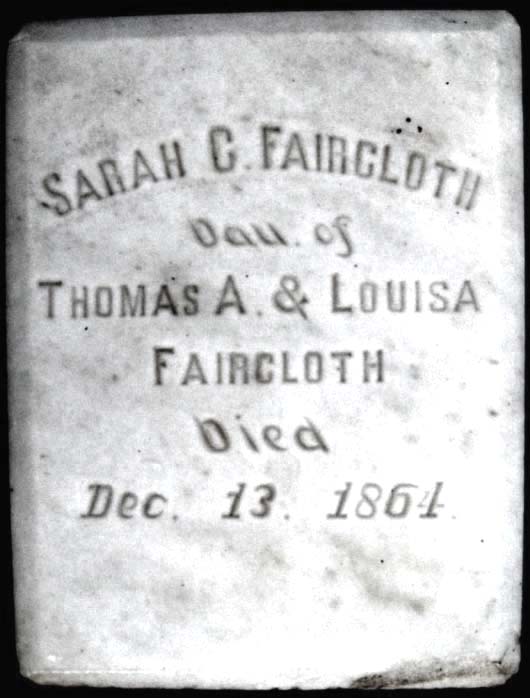 SARAH C. FAIRCLOTH
Dau. of
THOMAS A. & LOUISA
FAIRCLOTH
Died
Dec. 13. 1864.